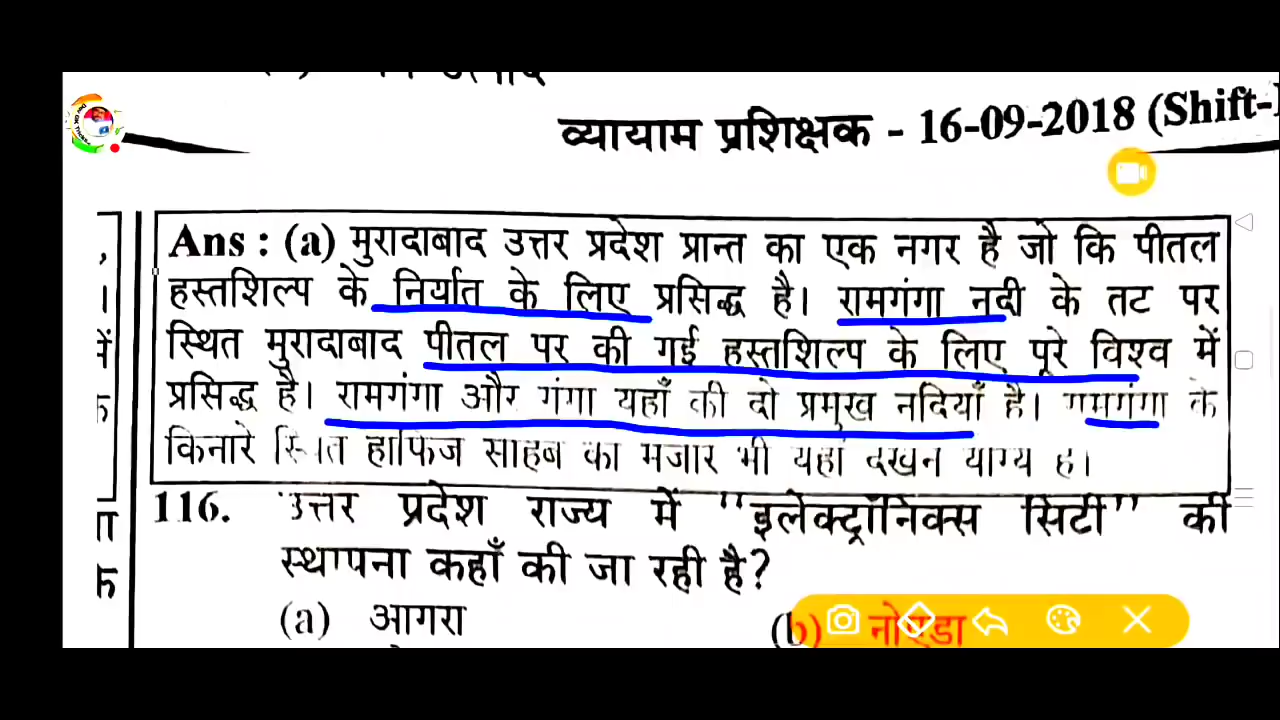 व्यायाम प्रशिक्षक - 16-09-2018 (Shift-
Ans : (a) मुरादाबाद उत्तर प्रदेश प्रान्त का एक नगर है जो कि पीतल
हस्तशिल्प के निर्यात के लिए प्रसिद्ध है। रामगंगा नदी के तट पर
स्थित मुरादाबाद पीतल पर की गई हस्तशिल्प के लिए पूरे विश्व में
प्रसिद्ध है। रामगंगा और गंगा यहाँ की दो प्रमुख नदियाँ है। रामगंगा के
किनारे स्थित हाफिज साहब का मजार भी यहां देखने योग्य है।
116. उत्तर प्रदेश राज्य में "इलेक्ट्रॉनिक्स सिटी" की
स्थापना कहाँ की जा रही है?
(a) आगरा (b) नोएडा